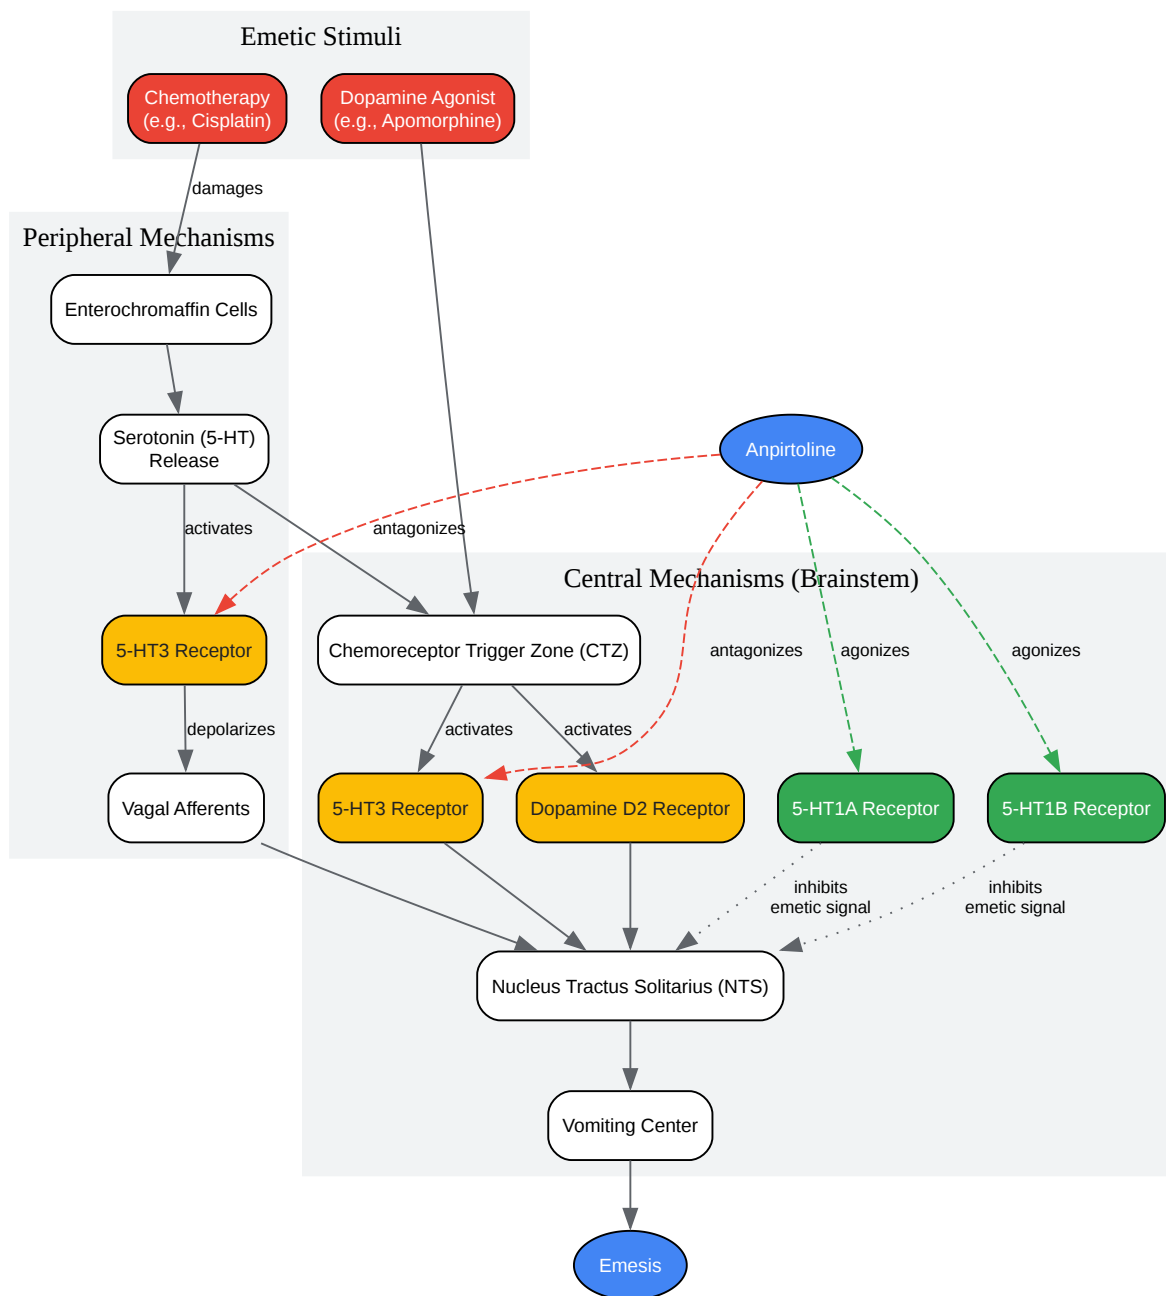 Emetic Stimuli
Chemotherapy
(e.g., Cisplatin)
Dopamine Agonist
(e.g., Apomorphine)
damages
Peripheral Mechanisms
Enterochromaffin Cells
Serotonin (5-HT)
Release
Anpirtoline
activates
antagonizes
Central Mechanisms (Brainstem)
5-HT3 Receptor
Chemoreceptor Trigger Zone (CTZ)
antagonizes
agonizes
agonizes
depolarizes
activates
activates
Vagal Afferents
5-HT3 Receptor
Dopamine D2 Receptor
5-HT1A Receptor
5-HT1B Receptor
inhibits
emetic signal
inhibits
emetic signal
Nucleus Tractus Solitarius (NTS)
Vomiting Center
Emesis